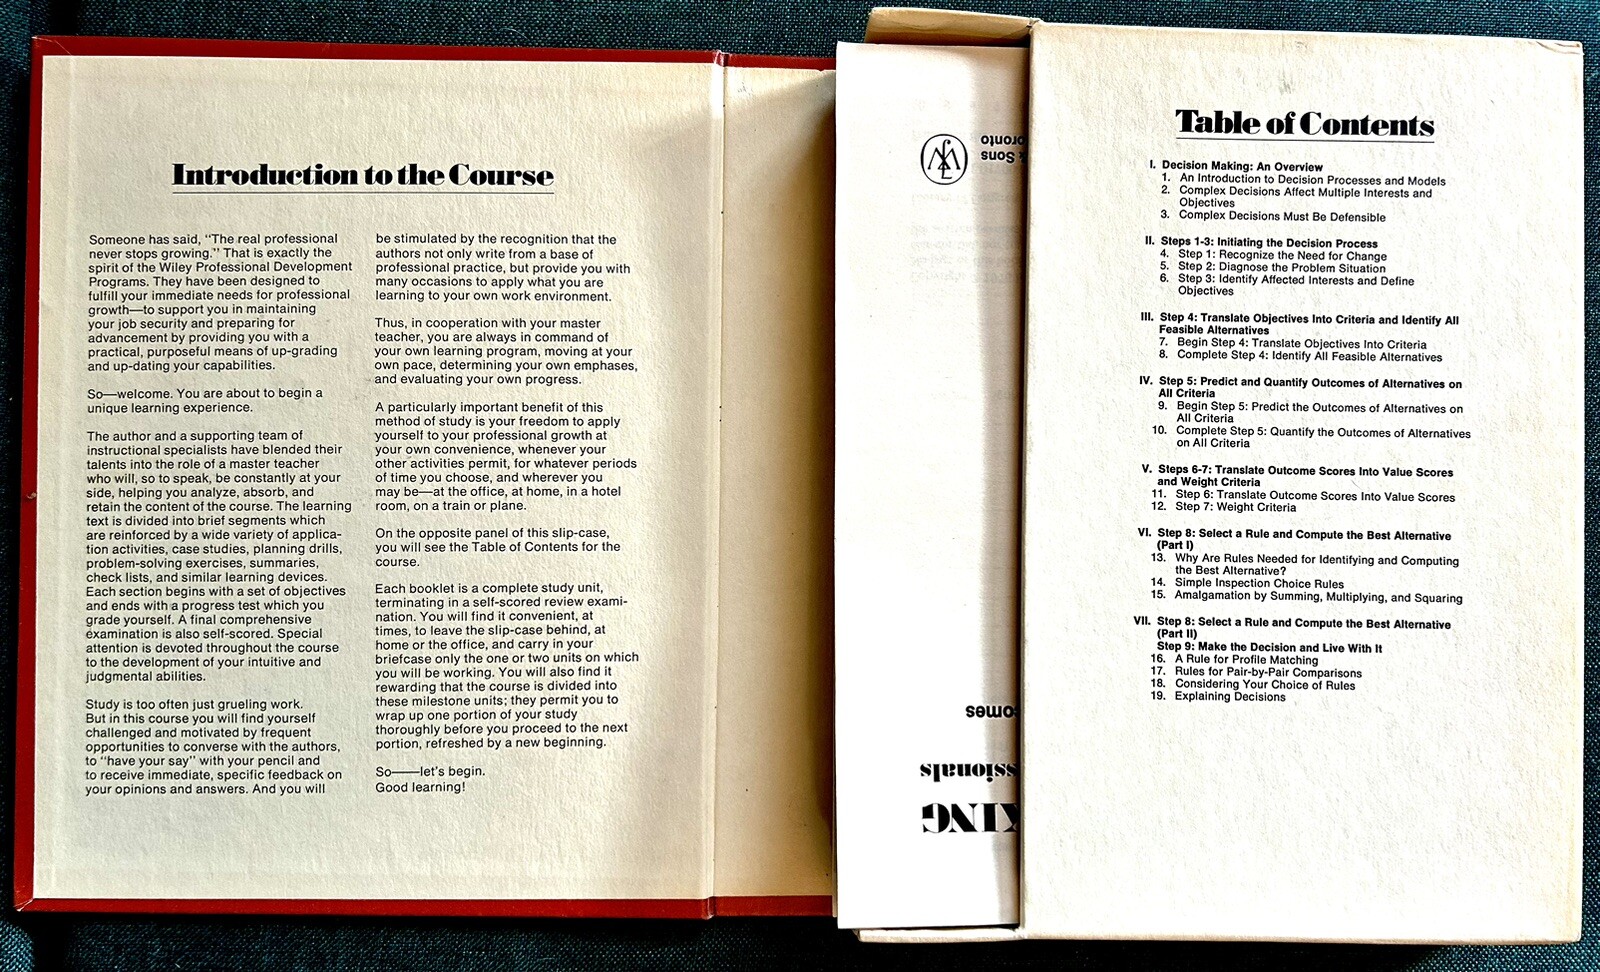 Introduction to the Course
Someone has said, "The real professional
never stops growing." That is exactly the
spirit of the Wiley Professional Development
Programs. They have been designed to
fulfill your immediate needs for professional
growth—to support you in maintaining
your job security and preparing for
advancement by providing you with a
practical, purposeful means of up-grading
and up-dating your capabilities.
So—welcome. You are about to begin a
unique learning experience.
The author and a supporting team of
instructional specialists have blended their
talents into the role of a master teacher
who will, so to speak, be constantly at your
side, helping you analyze, absorb, and
retain the content of the course. The learning
text is divided into brief segments which
are reinforced by a wide variety of applica-
tion activities, case studies, planning drills,
problem-solving exercises, summaries,
check lists, and similar learning devices.
Each section begins with a set of objectives
and ends with a progress test which you
grade yourself. A final comprehensive
examination is also self-scored. Special
attention is devoted throughout the course
to the development of your intuitive and
judgmental abilities.
Study is too often just grueling work.
But in this course you will find yourself
challenged and motivated by frequent
opportunities to converse with the authors,
to "have your say" with your pencil and
to receive immediate, specific feedback on
your opinions and answers. And you will
be stimulated by the recognition that the
authors not only write from a base of
professional practice, but provide you with
many occasions to apply what you are
learning to your own work environment.
Thus, in cooperation with your master
teacher, you are always in command of
your own learning program, moving at your
own pace, determining your own emphases,
and evaluating your own progress.
A particularly important benefit of this
method of study is your freedom to apply
yourself to your professional growth at
your own convenience, whenever your
other activities permit, for whatever periods
of time you choose, and wherever you
may be—at the office, at home, in a hotel
room, on a train or plane.
On the opposite panel of this slip-case,
you will see the Table of Contents for the
course.
Each booklet is a complete study unit,
terminating in a self-scored review exami-
nation. You will find it convenient, at
times, to leave the slip-case behind, at
home or the office, and carry in your
briefcase only the one or two units on which
you will be working. You will also find it
rewarding that the course is divided into
these milestone units; they permit you to
wrap up one portion of your study
thoroughly before you proceed to the next
portion, refreshed by a new beginning.
So——let's begin.
Good learning!
KING
ssionals
comes
& Sons
oronto
Table of Contents
I. Decision Making: An Overview
1. An Introduction to Decision Processes and Models
2. Complex Decisions Affect Multiple Interests and
Objectives
3. Complex Decisions Must Be Defensible
II. Steps 1-3: Initiating the Decision Process
4. Step 1: Recognize the Need for Change
5. Step 2: Diagnose the Problem Situation
6. Step 3: Identify Affected Interests and Define
Objectives
III. Step 4: Translate Objectives Into Criteria and Identify All
Feasible Alternatives
7. Begin Step 4: Translate Objectives Into Criteria
8. Complete Step 4: Identify All Feasible Alternatives
IV. Step 5: Predict and Quantify Outcomes of Alternatives on
All Criteria
9. Begin Step 5: Predict the Outcomes of Alternatives on
All Criteria
10. Complete Step 5: Quantify the Outcomes of Alternatives
on All Criteria
V. Steps 6-7: Translate Outcome Scores Into Value Scores
and Weight Criteria
11. Step 6: Translate Outcome Scores Into Value Scores
12. Step 7: Weight Criteria
VI. Step 8: Select a Rule and Compute the Best Alternative
(Part I)
13. Why Are Rules Needed for Identifying and Computing
the Best Alternative?
14. Simple Inspection Choice Rules
15. Amalgamation by Summing, Multiplying, and Squaring
VII. Step 8: Select a Rule and Compute the Best Alternative
(Part II)
Step 9: Make the Decision and Live With It
16. A Rule for Profile Matching
17. Rules for Pair-by-Pair Comparisons
18. Considering Your Choice of Rules
19. Explaining Decisions